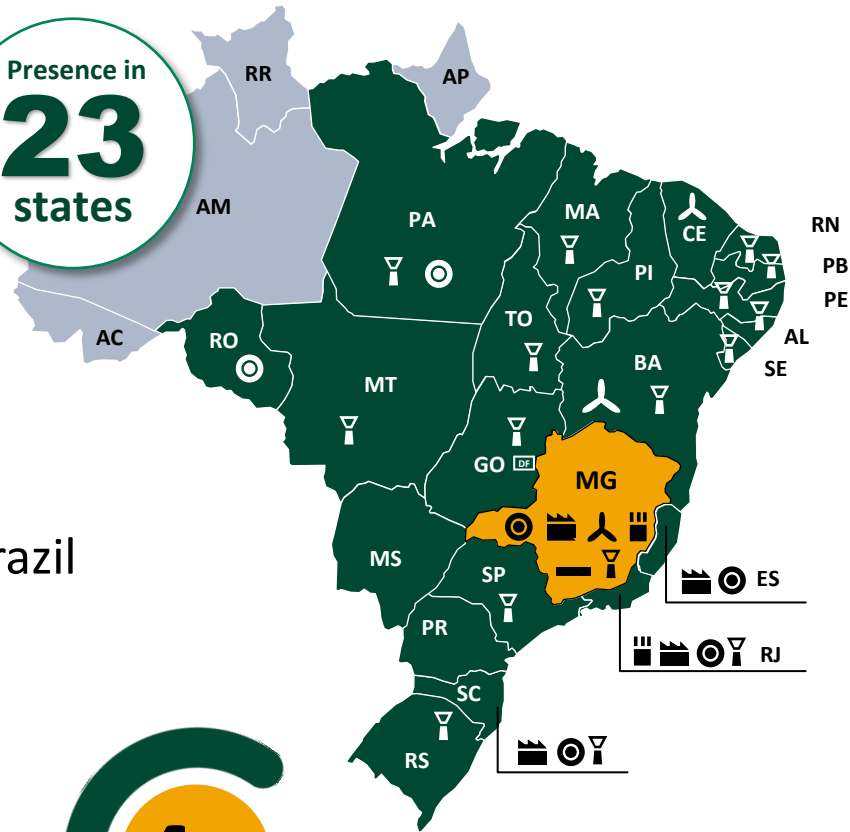 Presence in
23
states
RR
AP
AM
PA
MA
CE
RN
PI
PB
PE
TO
AC
RO
AL
BA
SE
MT
GO
DF
MG
MS
SP
ES
PR
RJ
SC
RS
razil